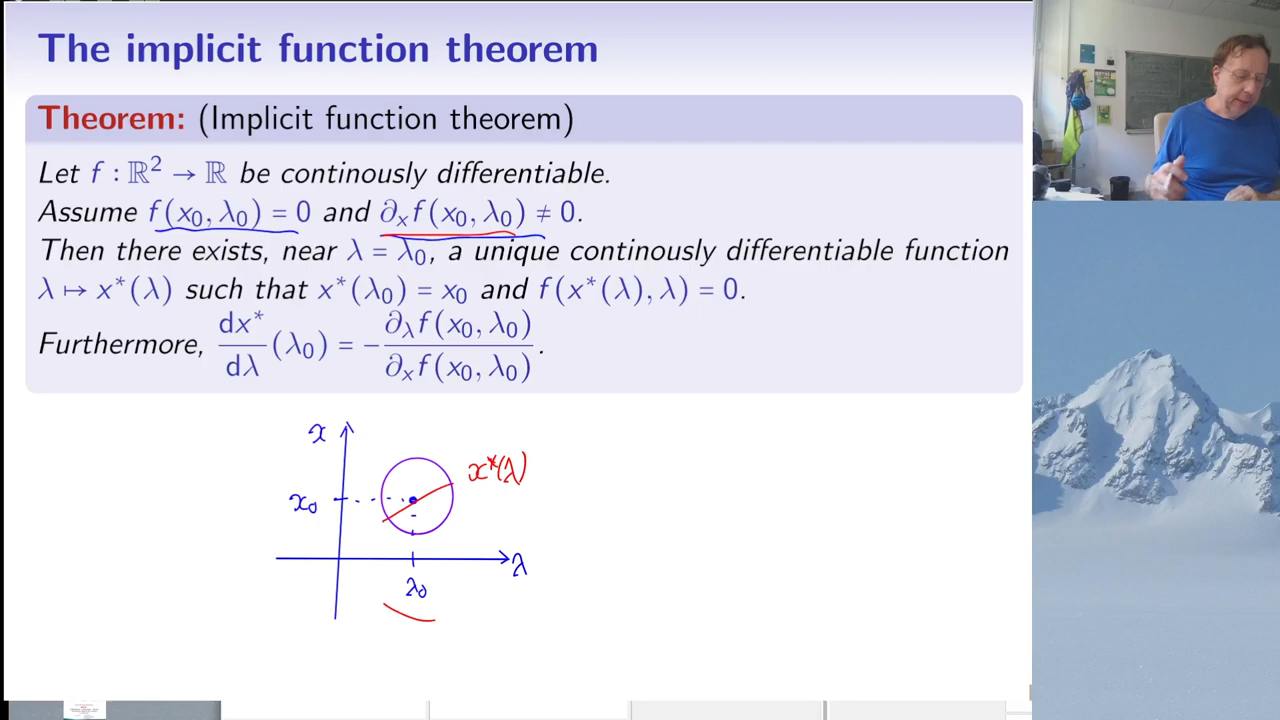 The implicit function theorem
Theorem: (Implicit function theorem)
Let f : ℝ² → ℝ be continously differentiable.
Assume f(x₀, λ₀) = 0 and ∂ₓf(x₀, λ₀) ≠ 0.
Then there exists, near λ = λ₀, a unique continously differentiable function
λ ↦ x*(λ) such that x*(λ₀) = x₀ and f(x*(λ), λ) = 0.
Furthermore, dx*/dλ (λ₀) = − ∂_λ f(x₀, λ₀) / ∂ₓf(x₀, λ₀) .
x
x*(λ)
x₀
λ
λ₀